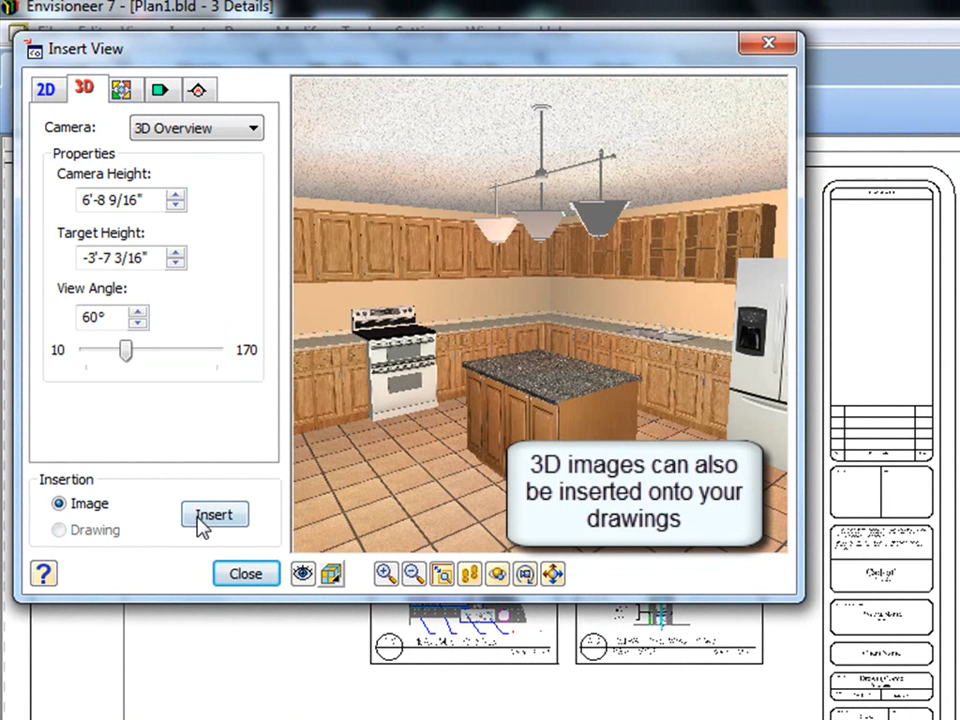 Envisioneer 7 - [Plan1.bld - 3 Details]
Insert View
2D
3D
Camera:
3D Overview
Properties
Camera Height:
6'-8 9/16"
Target Height:
-3'-7 3/16"
View Angle:
60°
10
170
Insertion
Image
Drawing
Insert
?
Close
3D images can also
be inserted onto your
drawings